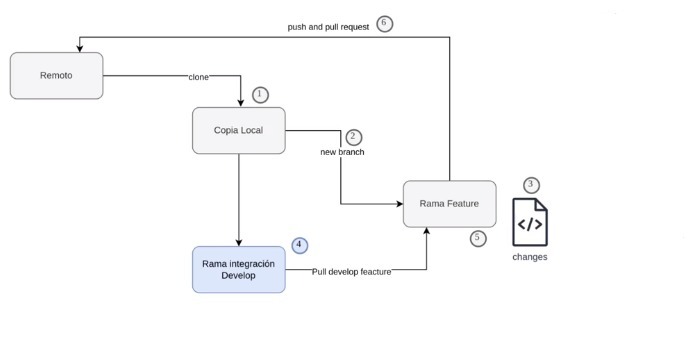 push and pull request
6
Remoto
clone
1
Copia Local
2
new branch
3
Rama Feature
</>
5
changes
4
Rama integración
Develop
Pull develop feacture